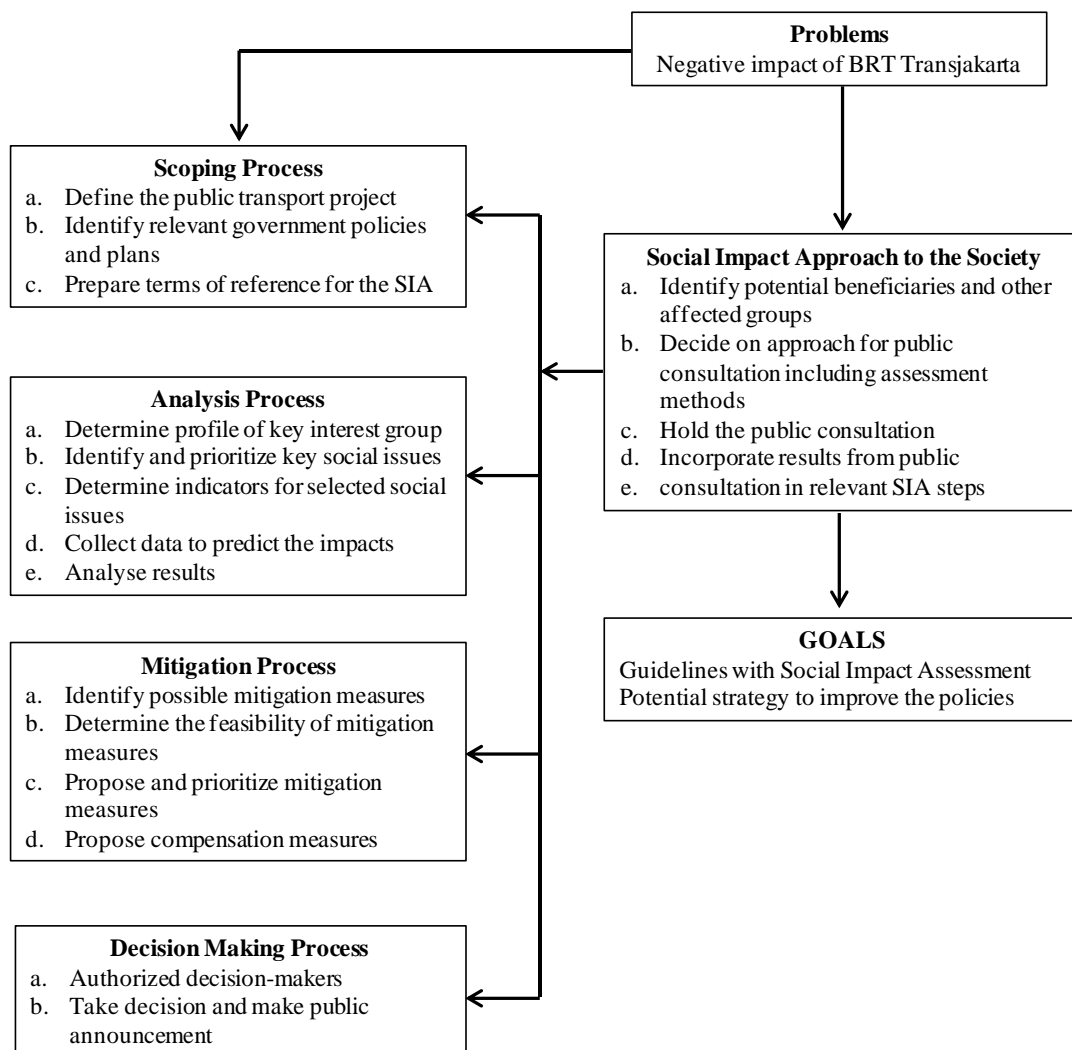 Problems
Negative impact of BRT Transjakarta
Scoping Process
a. Define the public transport project
b. Identify relevant government policies
and plans
c. Prepare terms of reference for the SIA
Social Impact Approach to the Society
a. Identify potential beneficiaries and other
affected groups
b. Decide on approach for public
consultation including assessment
methods
c. Hold the public consultation
d. Incorporate results from public
e. consultation in relevant SIA steps
Analysis Process
a. Determine profile of key interest group
b. Identify and prioritize key social issues
c. Determine indicators for selected social
issues
d. Collect data to predict the impacts
e. Analyse results
GOALS
Guidelines with Social Impact Assessment
Potential strategy to improve the policies
Mitigation Process
a. Identify possible mitigation measures
b. Determine the feasibility of mitigation
measures
c. Propose and prioritize mitigation
measures
d. Propose compensation measures
Decision Making Process
a. Authorized decision-makers
b. Take decision and make public
announcement